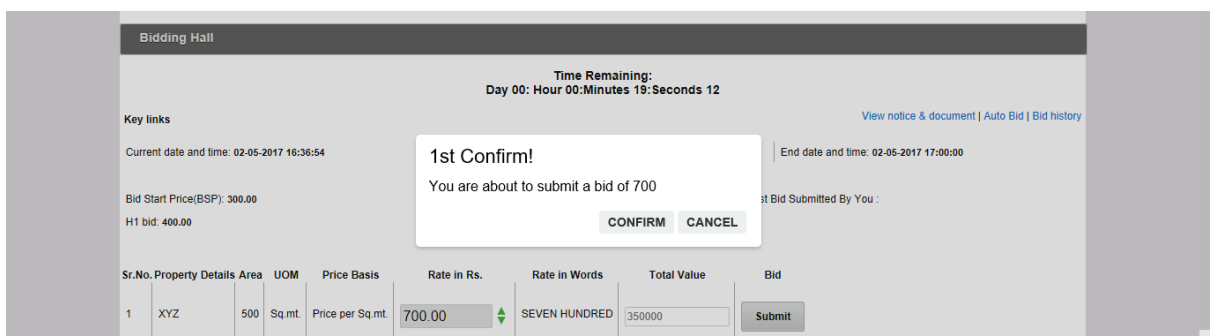 Bidding Hall
Time Remaining:
Day 00: Hour 00:Minutes 19:Seconds 12
View notice & document | Auto Bid | Bid history
Key links
Current date and time: 02-05-2017 16:36:54
End date and time: 02-05-2017 17:00:00
1st Confirm!
You are about to submit a bid of 700
CONFIRM CANCEL
Bid Start Price(BSP): 300.00
Bid Submitted By You :
H1 bid: 400.00
Sr.No. Property Details Area UOM Price Basis Rate in Rs. Rate in Words Total Value Bid
1 XYZ 500 Sq.mt. Price per Sq.mt. 700.00 SEVEN HUNDRED 350000 Submit